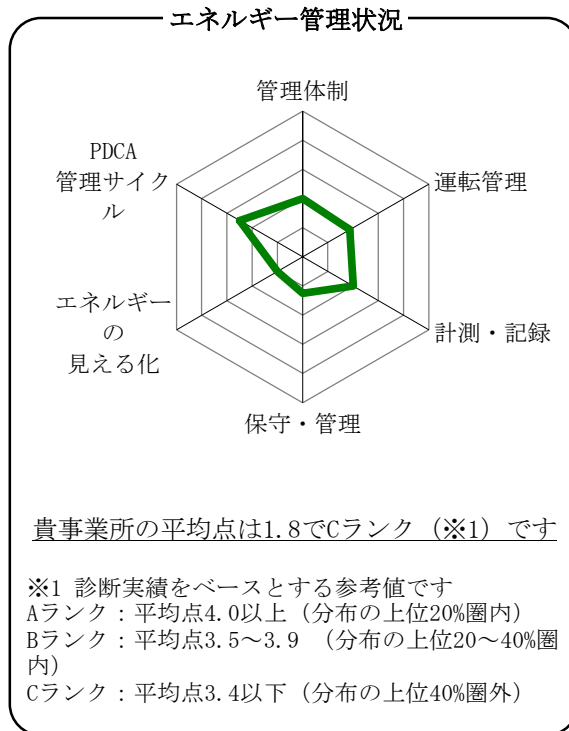 エネルギー管理状況
管理体制
PDCA
管理サイク
ル
運転管理
エネルギー
の
見える化
計測・記録
保守・管理
貴事業所の平均点は1.8でCランク（※1）です
※1 診断実績をベースとする参考値です
Aランク：平均点4.0以上（分布の上位20%圏内）
Bランク：平均点3.5～3.9 （分布の上位20～40%圏
内）
Cランク：平均点3.4以下（分布の上位40%圏外）